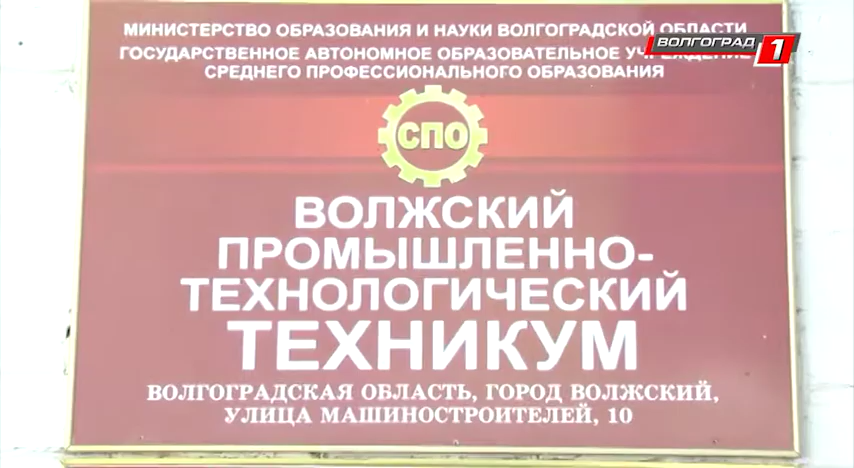 МИНИСТЕРСТВО ОБРАЗОВАНИЯ И НАУКИ ВОЛГОГРАДСКОЙ ОБЛАСТИ
ВОЛГОГРАД 1
ГОСУДАРСТВЕННОЕ АВТОНОМНОЕ ОБРАЗОВАТЕЛЬНОЕ УЧРЕЖДЕНИЕ
СРЕДНЕГО ПРОФЕССИОНАЛЬНОГО ОБРАЗОВАНИЯ
СПО
ВОЛЖСКИЙ
ПРОМЫШЛЕННО-
ТЕХНОЛОГИЧЕСКИЙ
ТЕХНИКУМ
ВОЛГОГРАДСКАЯ ОБЛАСТЬ, ГОРОД ВОЛЖСКИЙ,
УЛИЦА МАШИНОСТРОИТЕЛЕЙ, 10